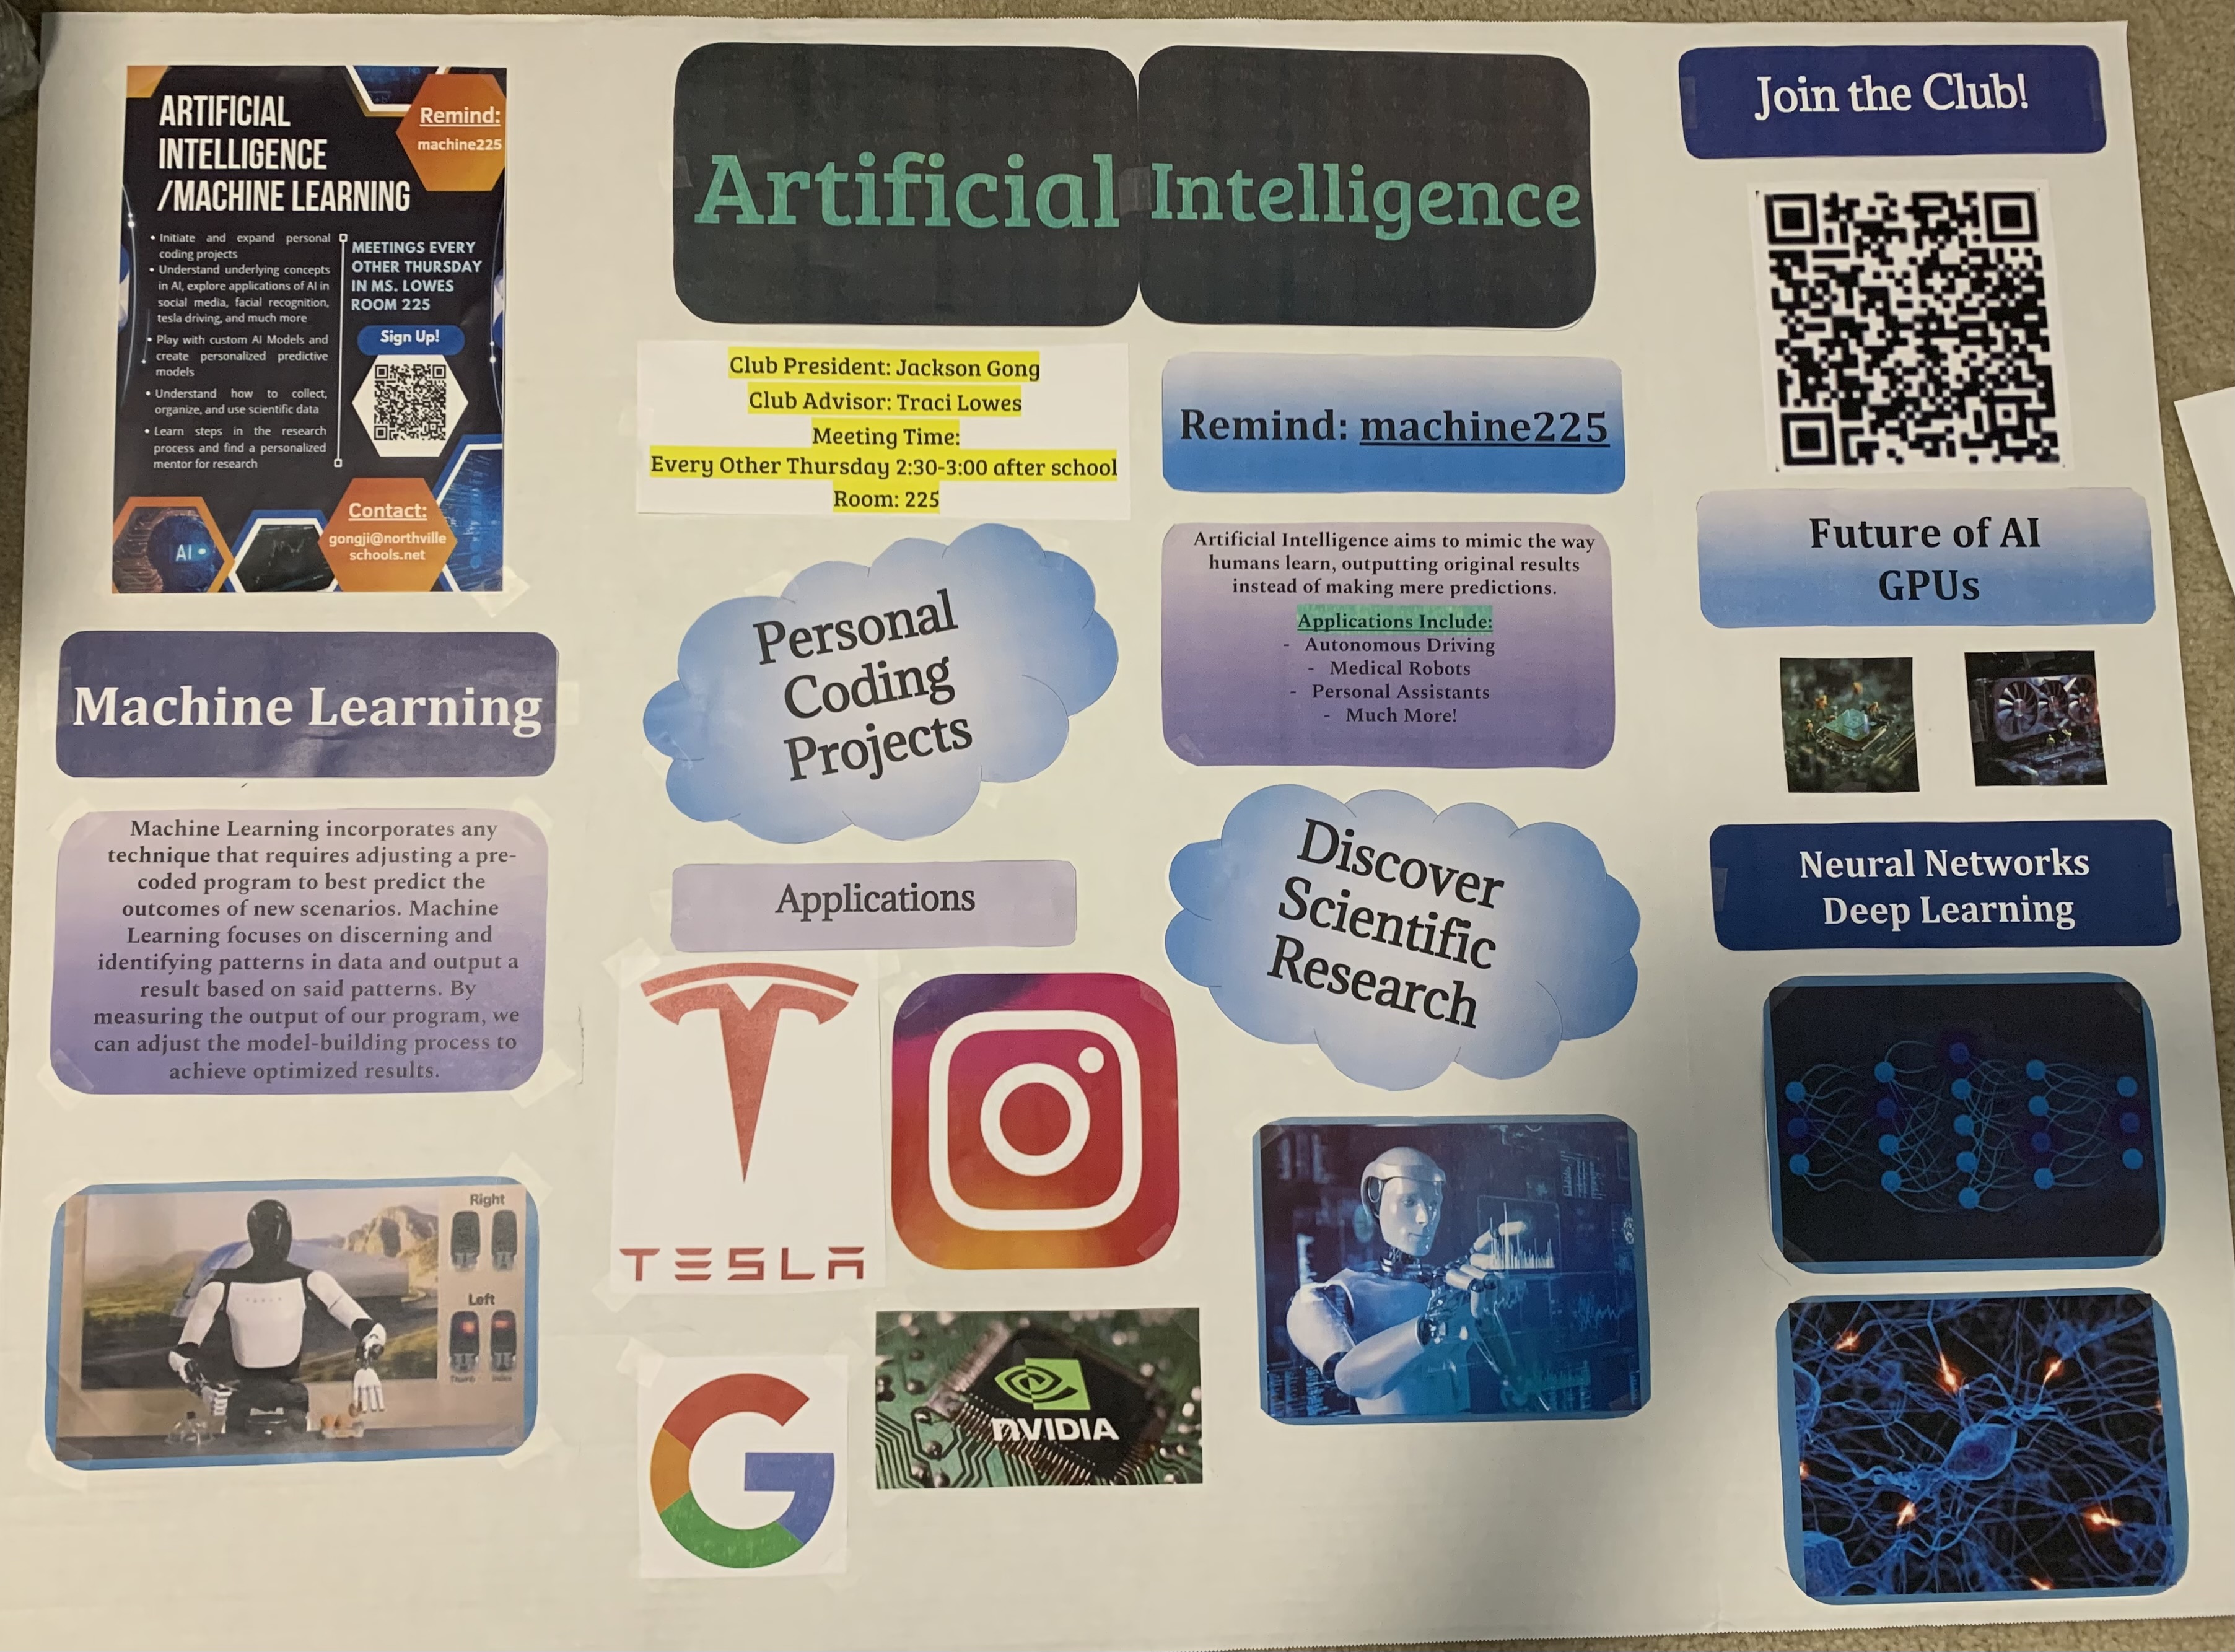 ARTIFICIAL
INTELLIGENCE
/MACHINE LEARNING
Remind:
machine225
• Initiate and expand personal
coding projects
• Understand underlying concepts
in AI, explore applications of AI in
social media, facial recognition,
tesla driving, and much more
• Play with custom AI Models and
create personalized predictive
models
• Understand how to collect,
organize, and use scientific data
• Learn steps in the research
process and find a personalized
mentor for research
MEETINGS EVERY
OTHER THURSDAY
IN MS. LOWES
ROOM 225
Sign Up!
Contact:
gongji@northville
schools.net
AI
Machine Learning
Machine Learning incorporates any
technique that requires adjusting a pre-
coded program to best predict the
outcomes of new scenarios. Machine
Learning focuses on discerning and
identifying patterns in data and output a
result based on said patterns. By
measuring the output of our program, we
can adjust the model-building process to
achieve optimized results.
Right
Left
Artificial Intelligence
Club President: Jackson Gong
Club Advisor: Traci Lowes
Meeting Time:
Every Other Thursday 2:30-3:00 after school
Room: 225
Personal
Coding
Projects
Applications
TESLA
NVIDIA
Remind: machine225
Artificial Intelligence aims to mimic the way
humans learn, outputting original results
instead of making mere predictions.
Applications Include:
- Autonomous Driving
- Medical Robots
- Personal Assistants
- Much More!
Discover
Scientific
Research
Join the Club!
Future of AI
GPUs
Neural Networks
Deep Learning